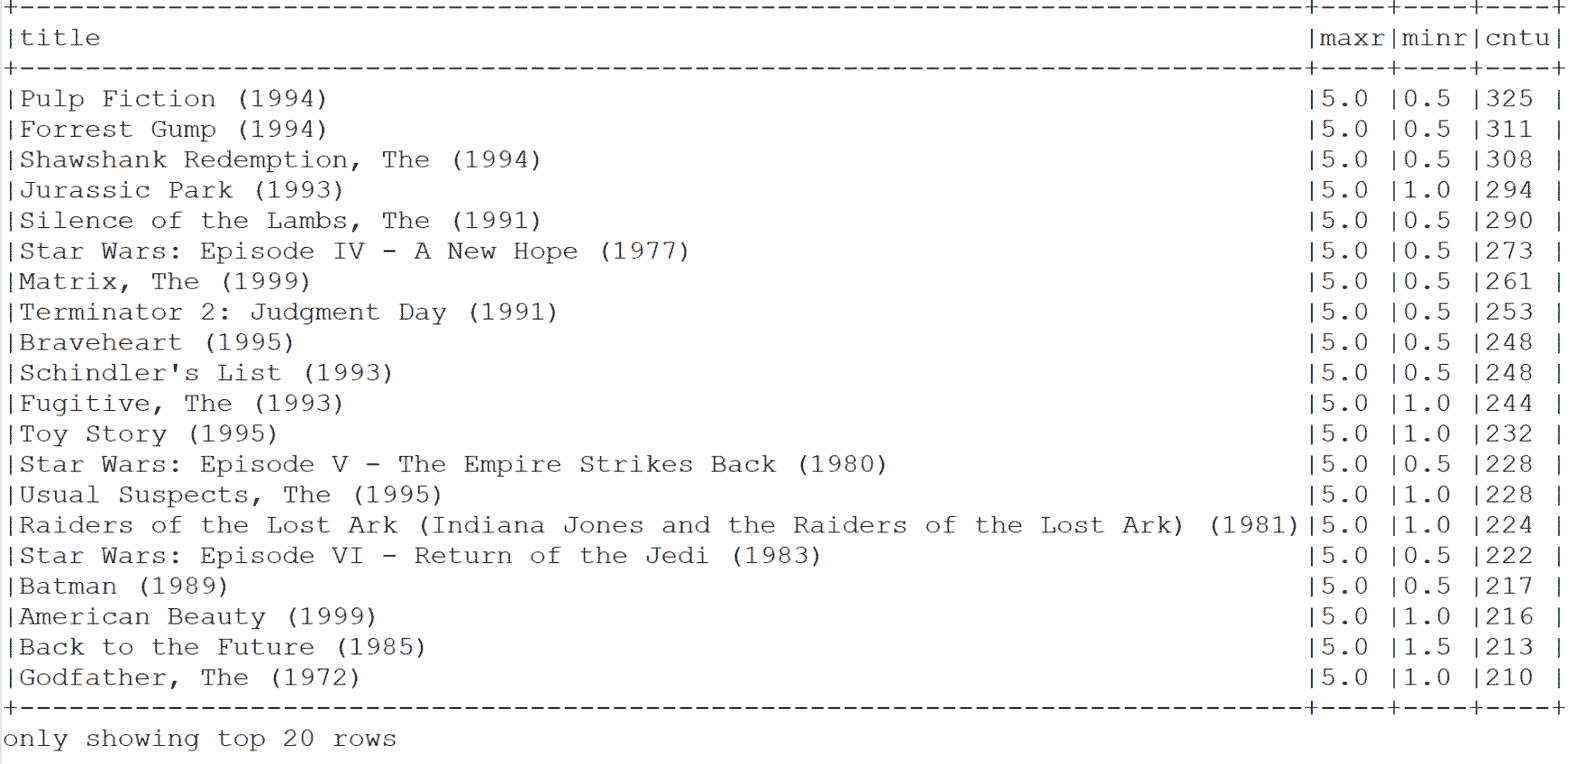 +------------------------------------------------------------------------------+----+----+----+
|title                                                                         |maxr|minr|cntu|
+------------------------------------------------------------------------------+----+----+----+
|Pulp Fiction (1994)                                                           |5.0 |0.5 |325 |
|Forrest Gump (1994)                                                           |5.0 |0.5 |311 |
|Shawshank Redemption, The (1994)                                              |5.0 |0.5 |308 |
|Jurassic Park (1993)                                                          |5.0 |1.0 |294 |
|Silence of the Lambs, The (1991)                                              |5.0 |0.5 |290 |
|Star Wars: Episode IV - A New Hope (1977)                                     |5.0 |0.5 |273 |
|Matrix, The (1999)                                                            |5.0 |0.5 |261 |
|Terminator 2: Judgment Day (1991)                                             |5.0 |0.5 |253 |
|Braveheart (1995)                                                             |5.0 |0.5 |248 |
|Schindler's List (1993)                                                       |5.0 |0.5 |248 |
|Fugitive, The (1993)                                                          |5.0 |1.0 |244 |
|Toy Story (1995)                                                              |5.0 |1.0 |232 |
|Star Wars: Episode V - The Empire Strikes Back (1980)                         |5.0 |0.5 |228 |
|Usual Suspects, The (1995)                                                    |5.0 |1.0 |228 |
|Raiders of the Lost Ark (Indiana Jones and the Raiders of the Lost Ark) (1981)|5.0 |1.0 |224 |
|Star Wars: Episode VI - Return of the Jedi (1983)                             |5.0 |0.5 |222 |
|Batman (1989)                                                                 |5.0 |0.5 |217 |
|American Beauty (1999)                                                        |5.0 |1.0 |216 |
|Back to the Future (1985)                                                     |5.0 |1.5 |213 |
|Godfather, The (1972)                                                         |5.0 |1.0 |210 |
+------------------------------------------------------------------------------+----+----+----+
only showing top 20 rows